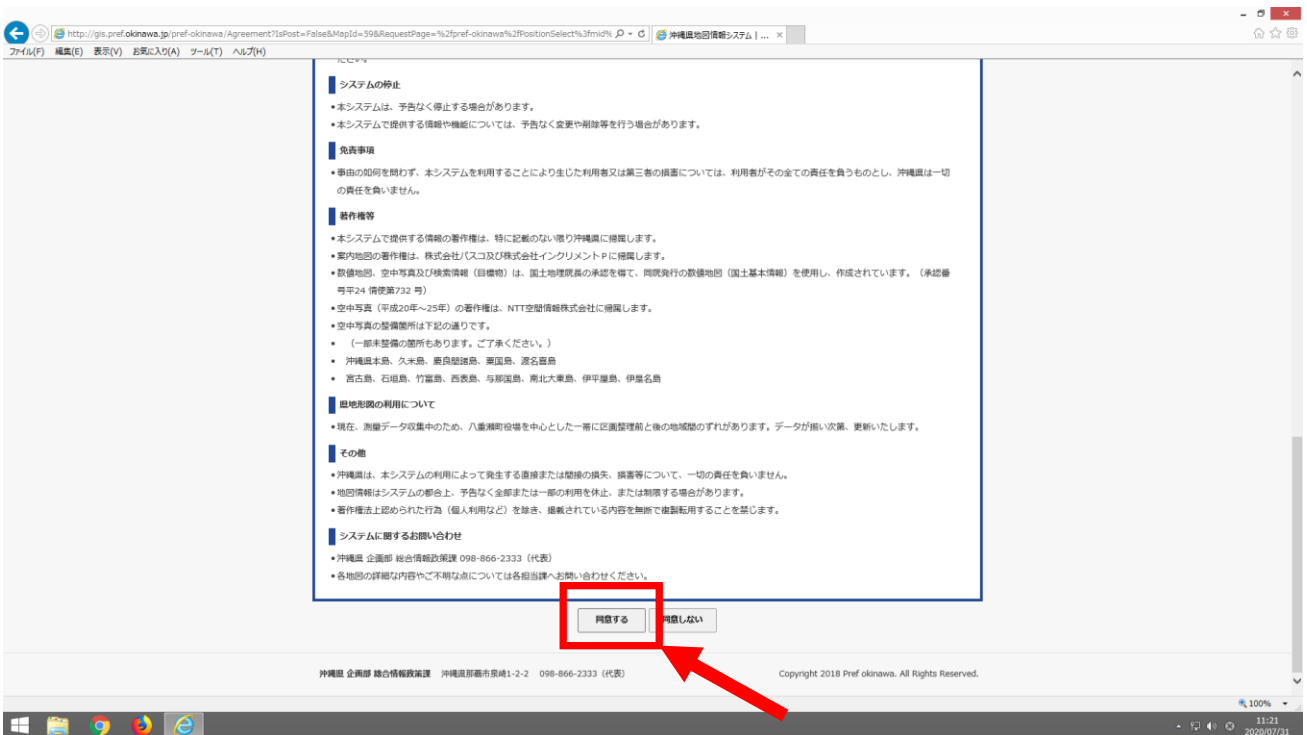 http://gis.pref.okinawa.jp/pref-okinawa/Agreement?IsPost=False&MapId=59&RequestPage=%2fpref-okinawa%2fPositionSelect%3fmid%
沖縄県地図情報システム | ...
ファイル(F) 編集(E) 表示(V) お気に入り(A) ツール(T) ヘルプ(H)
システムの停止
•本システムは、予告なく停止する場合があります。
•本システムで提供する情報や機能については、予告なく変更や削除等を行う場合があります。
免責事項
•事由の如何を問わず、本システムを利用することにより生じた利用者又は第三者の損害については、利用者がその全ての責任を負うものとし、沖縄県は一切
の責任を負いません。
著作権等
•本システムで提供する情報の著作権は、特に記載のない限り沖縄県に帰属します。
•案内地図の著作権は、株式会社パスコ及び株式会社インクリメントＰに帰属します。
•数値地図、空中写真及び検索情報（目標物）は、国土地理院長の承認を得て、同院発行の数値地図（国土基本情報）を使用し、作成されています。（承認番
号平24 情使第732 号）
•空中写真（平成20年～25年）の著作権は、NTT空間情報株式会社に帰属します。
•空中写真の整備箇所は下記の通りです。
• （一部未整備の箇所もあります。ご了承ください。）
• 沖縄県本島、久米島、慶良間諸島、粟国島、渡名喜島
• 宮古島、石垣島、竹富島、西表島、与那国島、南北大東島、伊平屋島、伊是名島
県地形図の利用について
•現在、測量データ収集中のため、八重瀬町役場を中心とした一帯に区画整理前と後の地域間のずれがあります。データが揃い次第、更新いたします。
その他
•沖縄県は、本システムの利用によって発生する直接または間接の損失、損害等について、一切の責任を負いません。
•地図情報はシステムの都合上、予告なく全部または一部の利用を休止、または制限する場合があります。
•著作権法上認められた行為（個人利用など）を除き、掲載されている内容を無断で複製転用することを禁じます。
システムに関するお問い合わせ
•沖縄県 企画部 総合情報政策課 098-866-2333（代表）
•各地図の詳細な内容やご不明な点については各担当課へお問い合わせください。
同意する 同意しない
沖縄県 企画部 総合情報政策課 沖縄県那覇市泉崎1-2-2 098-866-2333（代表） Copyright 2018 Pref okinawa. All Rights Reserved.
100%
11:21
2020/07/31